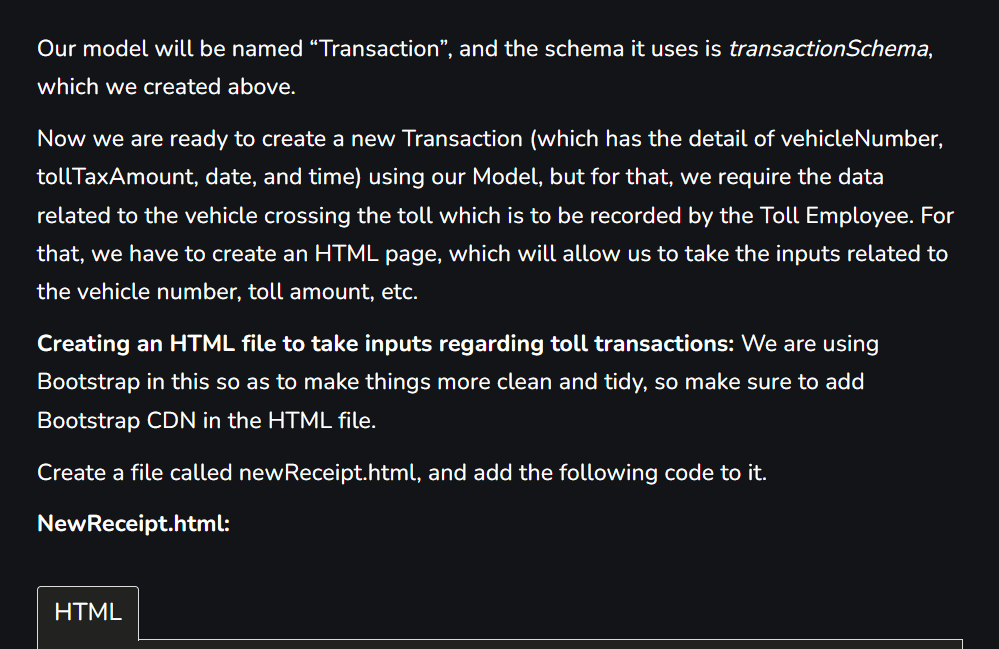 Our model will be named “Transaction”, and the schema it uses is transactionSchema,
which we created above.
Now we are ready to create a new Transaction (which has the detail of vehicleNumber,
tollTaxAmount, date, and time) using our Model, but for that, we require the data
related to the vehicle crossing the toll which is to be recorded by the Toll Employee. For
that, we have to create an HTML page, which will allow us to take the inputs related to
the vehicle number, toll amount, etc.
Creating an HTML file to take inputs regarding toll transactions: We are using
Bootstrap in this so as to make things more clean and tidy, so make sure to add
Bootstrap CDN in the HTML file.
Create a file called newReceipt.html, and add the following code to it.
NewReceipt.html:
HTML